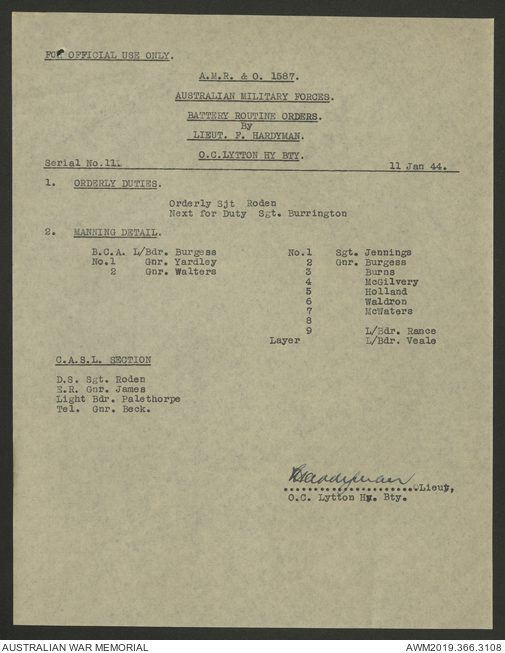 FOR OFFICIAL USE ONLY.
A.M.R. & O. 1587.
AUSTRALIAN MILITARY FORCES.
BATTERY ROUTINE ORDERS.
By
LIEUT. F. HARDYMAN.
O.C.LYTTON HY BTY.
Serial No.111 11 Jan 44.
1. ORDERLY DUTIES.
Orderly Sjt Roden
Next for Duty Sgt. Burrington
2. MANNING DETAIL.
B.C.A. L/Bdr. Burgess No.1 Sgt. Jennings
No.1 Gnr. Yardley 2 Gnr. Burgess
2 Gnr. Walters 3 Burns
4 McGilvery
5 Holland
6 Waldron
7 McWaters
8
9 L/Bdr. Rance
Layer L/Bdr. Veale
C.A.S.L. SECTION
D.S. Sgt. Roden
E.R. Gnr. James
Light Bdr. Palethorpe
Tel. Gnr. Beck.
Hardyman
Lieut,
O.C. Lytton Hy. Bty.
AUSTRALIAN WAR MEMORIAL AWM2019.366.3108